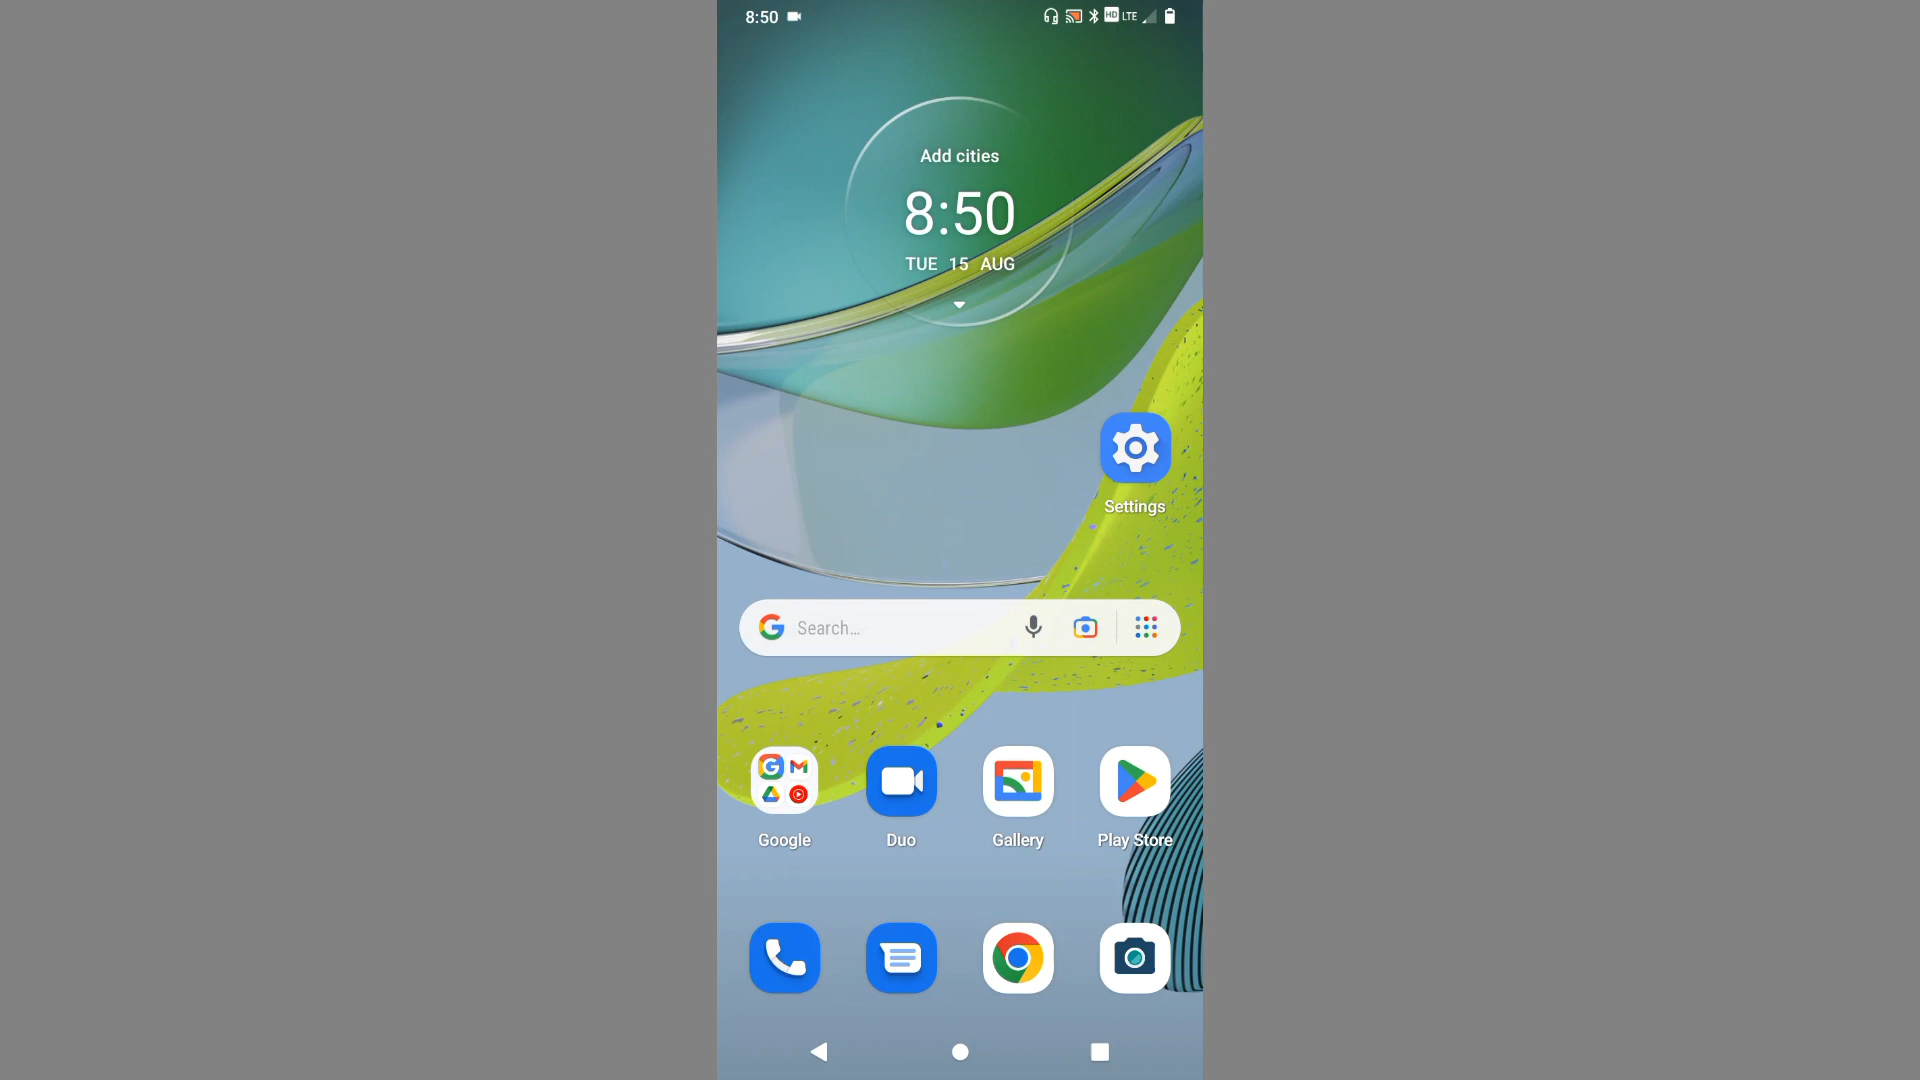 8:50
HD LTE
Add cities
8:50
TUE 15 AUG
Settings
Search...
Google
Duo
Gallery
Play Store